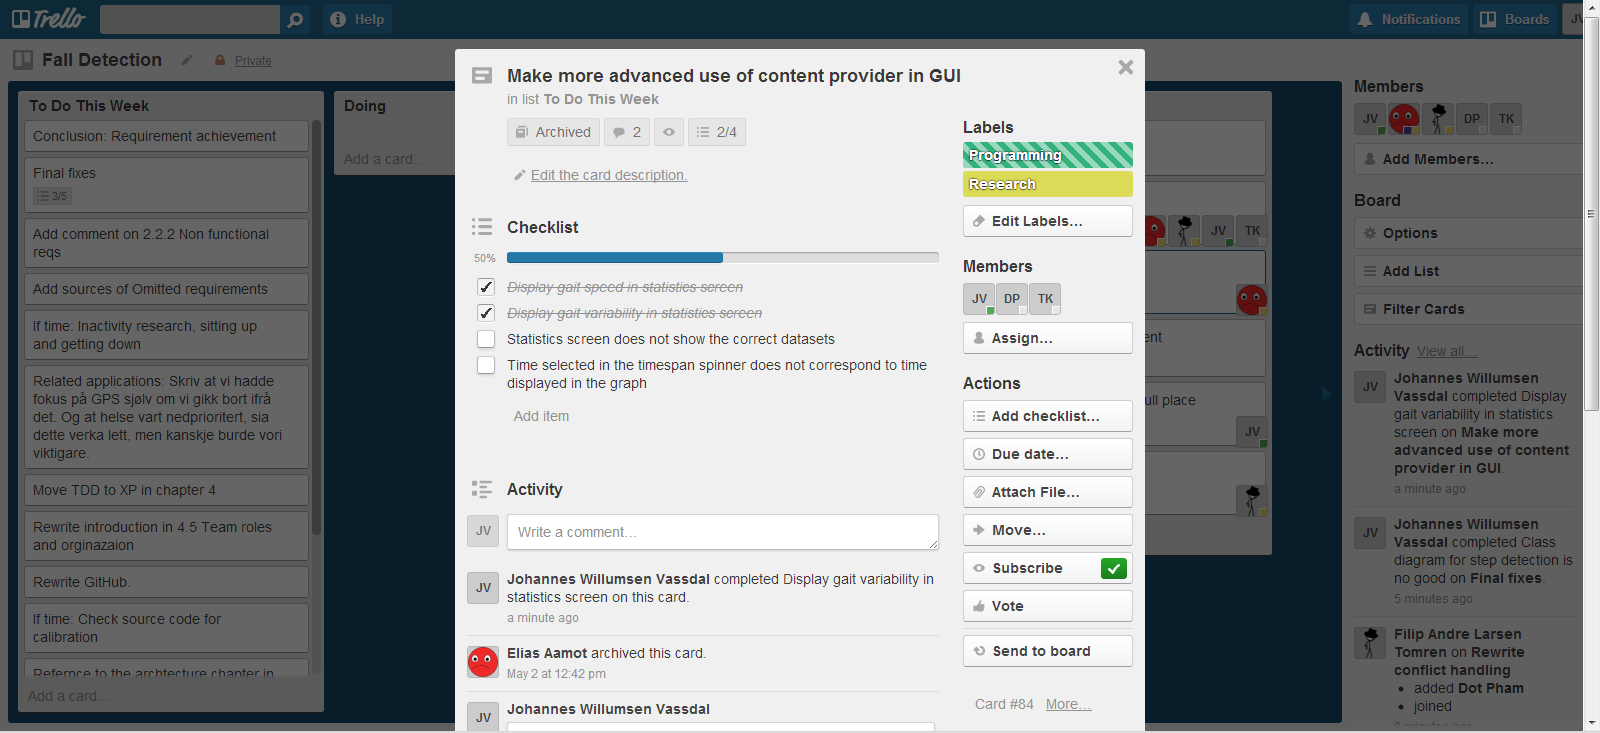 Trello
Help
Notifications
Boards
JV
Fall Detection
Private
To Do This Week
Conclusion: Requirement achievement
Final fixes
3/5
Add comment on 2.2.2 Non functional
reqs
Add sources of Omitted requirements
If time: Inactivity research, sitting up
and getting down
Related applications: Skriv at vi hadde
fokus på GPS sjølv om vi gikk bort ifrå
det. Og at helse vart nedprioritert, sia
dette verka lett, men kanskje burde vori
viktigare.
Move TDD to XP in chapter 4
Rewrite introduction in 4.5 Team roles
and orginazaion
Rewrite GitHub.
If time: Check source code for
calibration
Refernce to the archtecture chapter in
Add a card...
Doing
Add a card...
Make more advanced use of content provider in GUI
in list To Do This Week
Archived
2
2/4
Edit the card description.
Checklist
50%
Display gait speed in statistics screen
Display gait variability in statistics screen
Statistics screen does not show the correct datasets
Time selected in the timespan spinner does not correspond to time
displayed in the graph
Add item
Activity
JV
Write a comment...
JV
Johannes Willumsen Vassdal completed Display gait variability in
statistics screen on this card.
a minute ago
Elias Aamot archived this card.
May 2 at 12:42 pm
JV
Johannes Willumsen Vassdal
Labels
Programming
Research
Edit Labels...
Members
JV DP TK
Assign...
Actions
Add checklist...
Due date...
Attach File...
Move...
Subscribe
Vote
Send to board
Card #84 More...
JV TK
ent
ull place
JV
Members
JV DP TK
Add Members...
Board
Options
Add List
Filter Cards
Activity View all...
JV
Johannes Willumsen
Vassdal completed Display
gait variability in statistics
screen on Make more
advanced use of content
provider in GUI.
a minute ago
JV
Johannes Willumsen
Vassdal completed Class
diagram for step detection is
no good on Final fixes.
5 minutes ago
Filip Andre Larsen
Tomren on Rewrite
conflict handling
• added Dot Pham
• joined
minutes ago